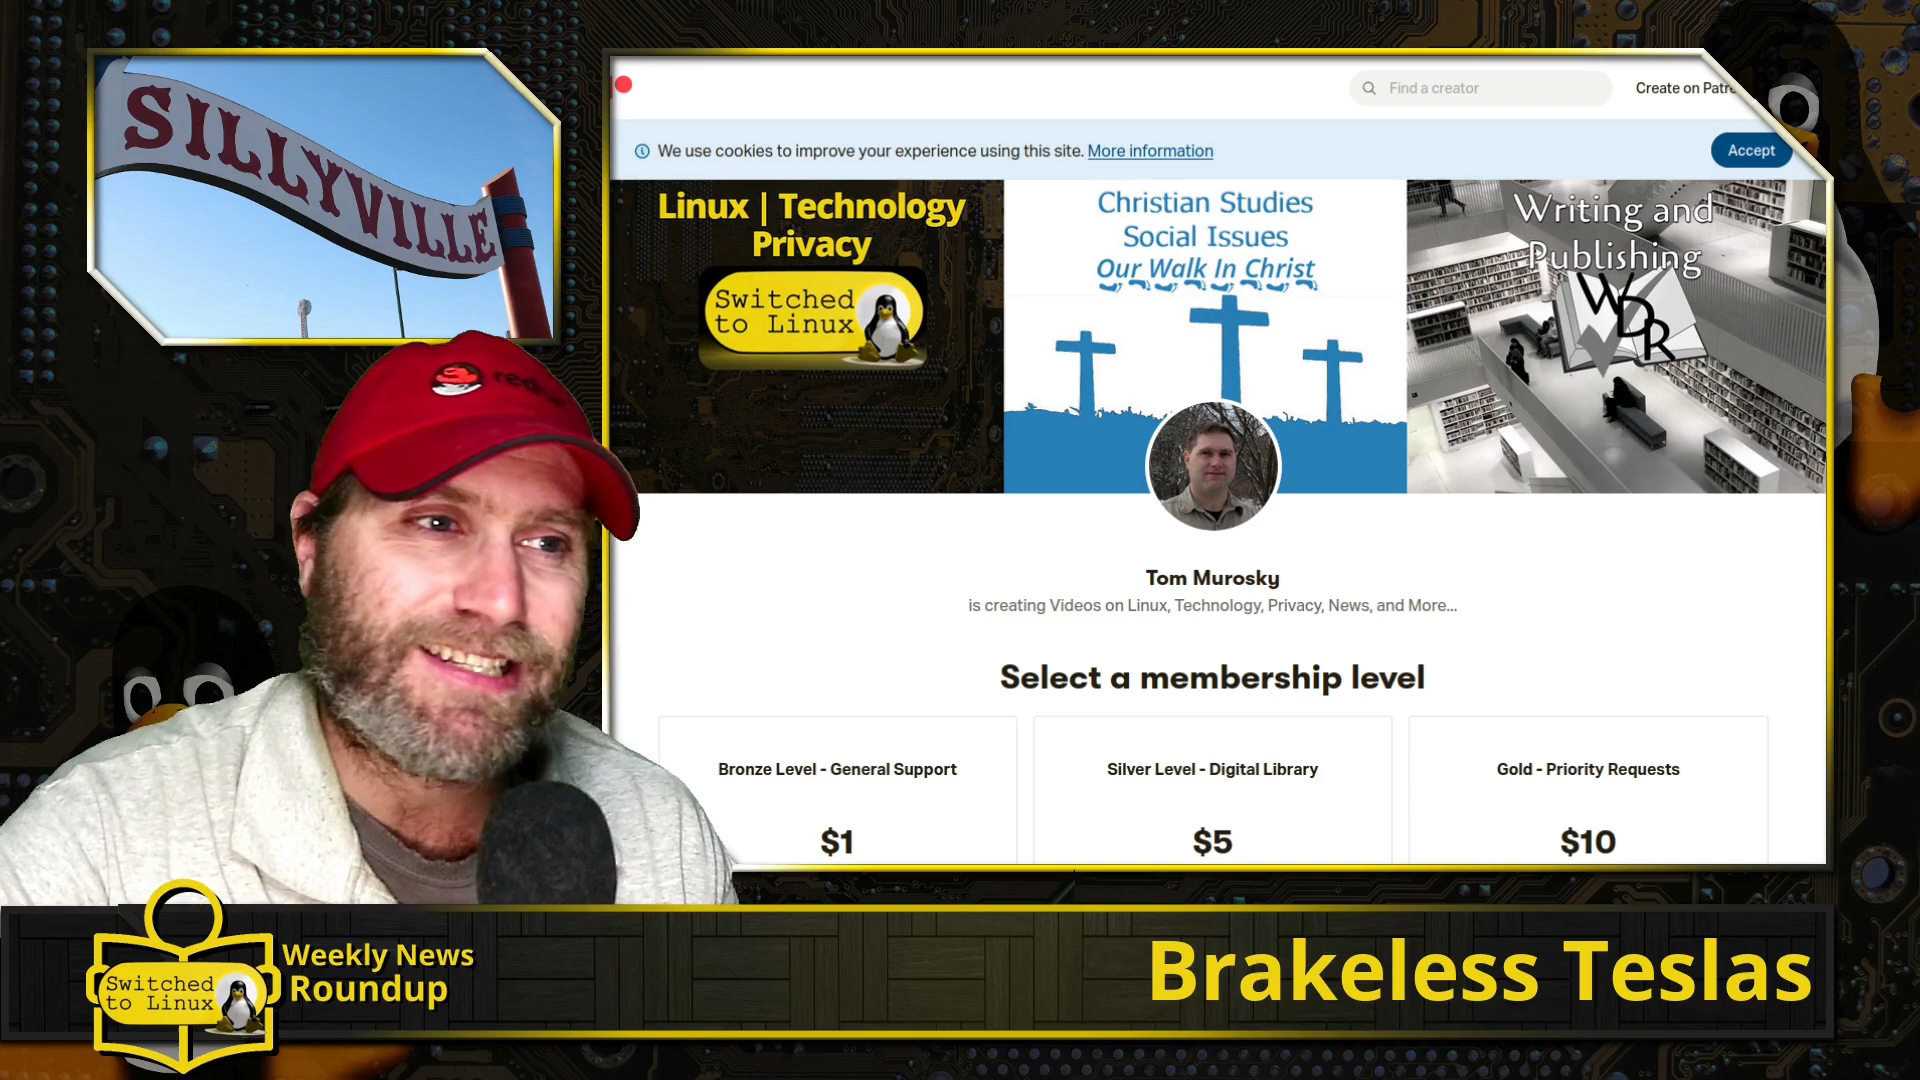 SILLYVILLE
Find a creator
Create on Patre
We use cookies to improve your experience using this site. More information
Accept
Linux | Technology
Privacy
Switched
to Linux
Christian Studies
Social Issues
Our Walk In Christ
Writing and
Publishing
WDR
Tom Murosky
is creating Videos on Linux, Technology, Privacy, News, and More...
Select a membership level
Bronze Level - General Support
Silver Level - Digital Library
Gold - Priority Requests
$1
$5
$10
Switched
to Linux
Weekly News
Roundup
Brakeless Teslas